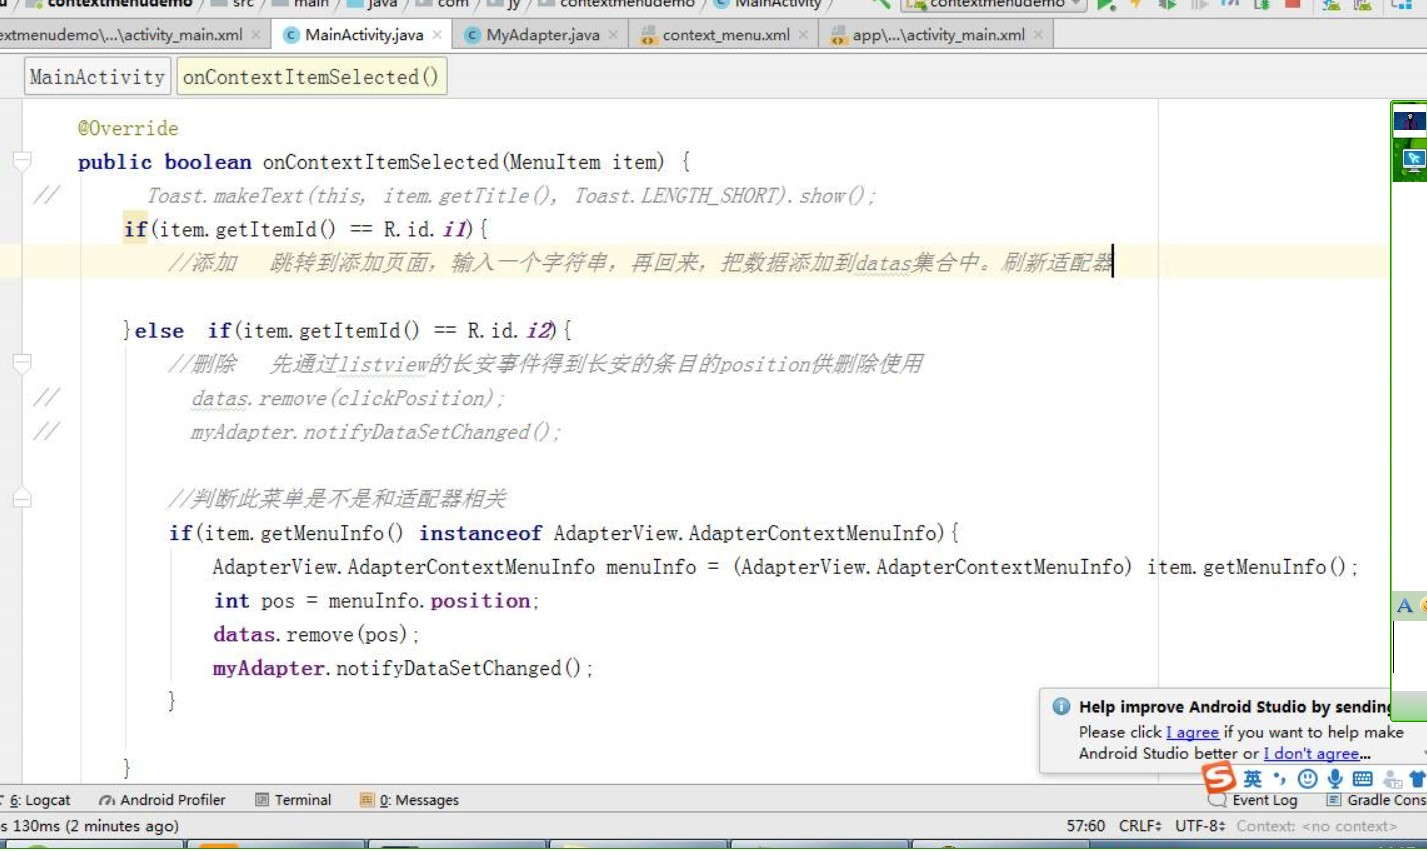 contextmenudemo src main java com jy contextmenudemo MainActivity contextmenudemo
extmenudemo\...\activity_main.xml MainActivity.java MyAdapter.java context_menu.xml app\...\activity_main.xml
MainActivity onContextItemSelected()
@Override
public boolean onContextItemSelected(MenuItem item) {
// Toast.makeText(this, item.getTitle(), Toast.LENGTH_SHORT).show();
if(item.getItemId() == R.id.i1){
//添加 跳转到添加页面，输入一个字符串，再回来，把数据添加到datas集合中。刷新适配器
}else if(item.getItemId() == R.id.i2){
//删除 先通过listview的长安事件得到长安的条目的position供删除使用
// datas.remove(clickPosition);
// myAdapter.notifyDataSetChanged();
//判断此菜单是不是和适配器相关
if(item.getMenuInfo() instanceof AdapterView.AdapterContextMenuInfo){
AdapterView.AdapterContextMenuInfo menuInfo = (AdapterView.AdapterContextMenuInfo) item.getMenuInfo();
int pos = menuInfo.position;
datas.remove(pos);
myAdapter.notifyDataSetChanged();
}
}
A
Help improve Android Studio by sending
Please click I agree if you want to help make
Android Studio better or I don't agree...
英
6: Logcat Android Profiler Terminal 0: Messages Event Log Gradle Cons
s 130ms (2 minutes ago) 57:60 CRLF UTF-8 Context: <no context>